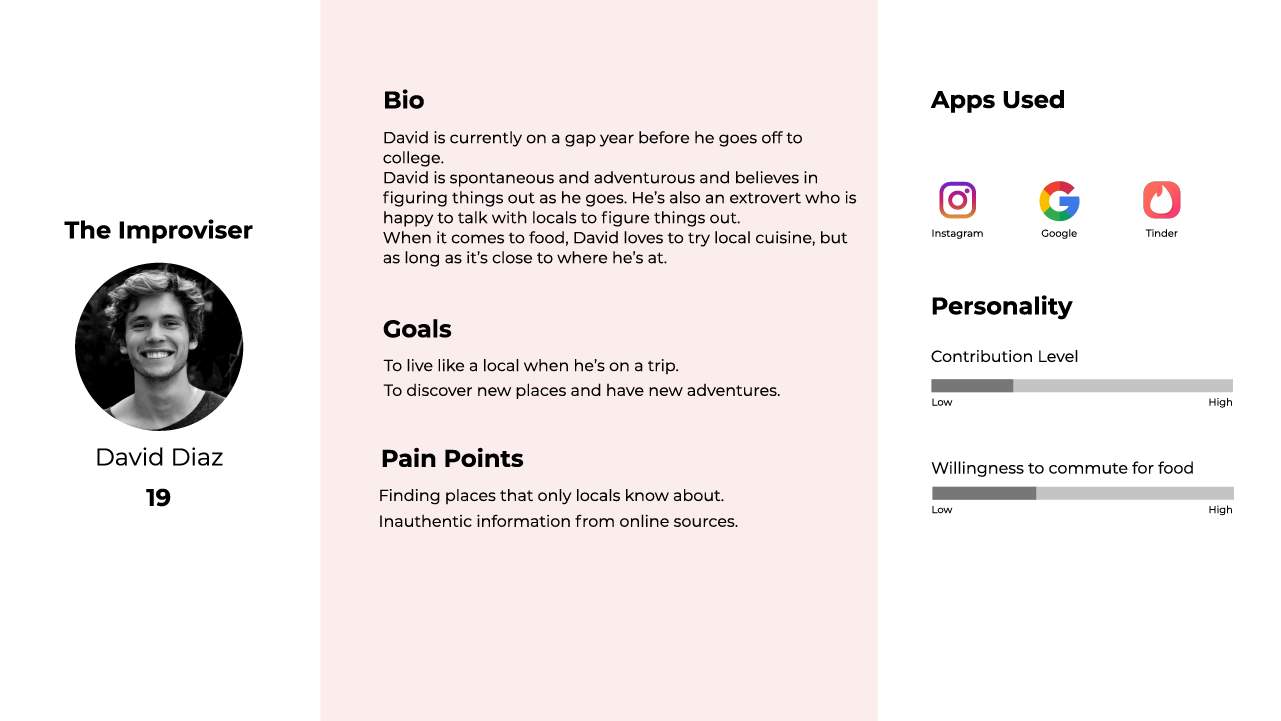 The Improviser
David Diaz
19
Bio
David is currently on a gap year before he goes off to
college.
David is spontaneous and adventurous and believes in
figuring things out as he goes. He’s also an extrovert who is
happy to talk with locals to figure things out.
When it comes to food, David loves to try local cuisine, but
as long as it’s close to where he’s at.
Goals
To live like a local when he’s on a trip.
To discover new places and have new adventures.
Pain Points
Finding places that only locals know about.
Inauthentic information from online sources.
Apps Used
Instagram
Google
Tinder
Personality
Contribution Level
Low High
Willingness to commute for food
Low High